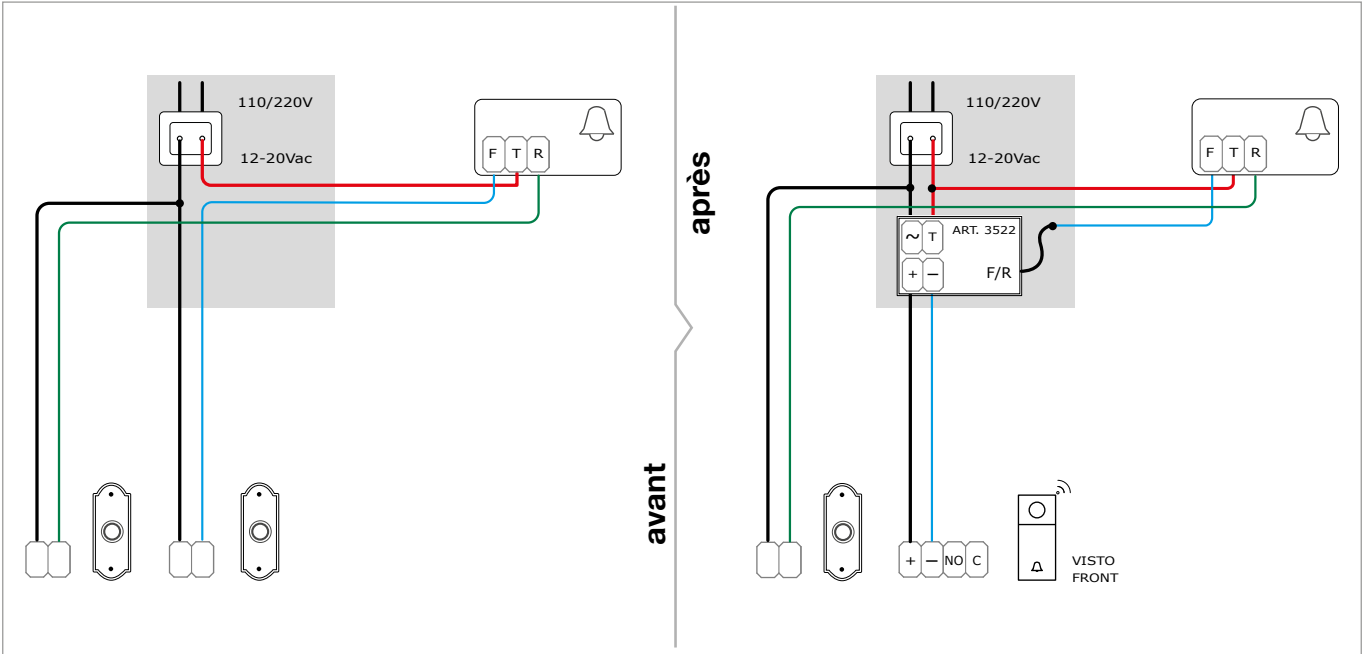 110/220V
12-20Vac
F T R
avant
après
110/220V
12-20Vac
F T R
~ T
ART. 3522
+ −
F/R
+ − NO C
VISTO
FRONT